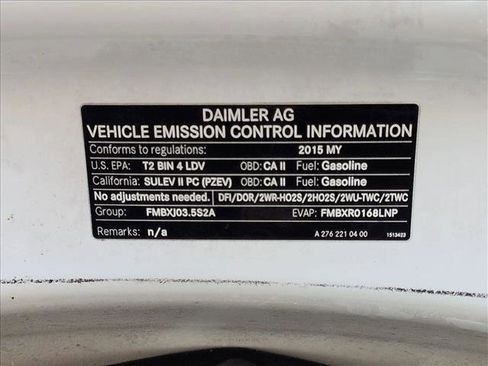 DAIMLER AG
VEHICLE EMISSION CONTROL INFORMATION
Conforms to regulations: 2015 MY
U.S. EPA: T2 BIN 4 LDV OBD: CA II Fuel: Gasoline
California: SULEV II PC (PZEV) OBD: CA II Fuel: Gasoline
No adjustments needed. DFI/DOR/2WR-HO2S/2HO2S/2WU-TWC/2TWC
Group: FMBXJ03.5S2A EVAP: FMBXR0168LNP
Remarks: n/a A 276 221 04 00 1513423